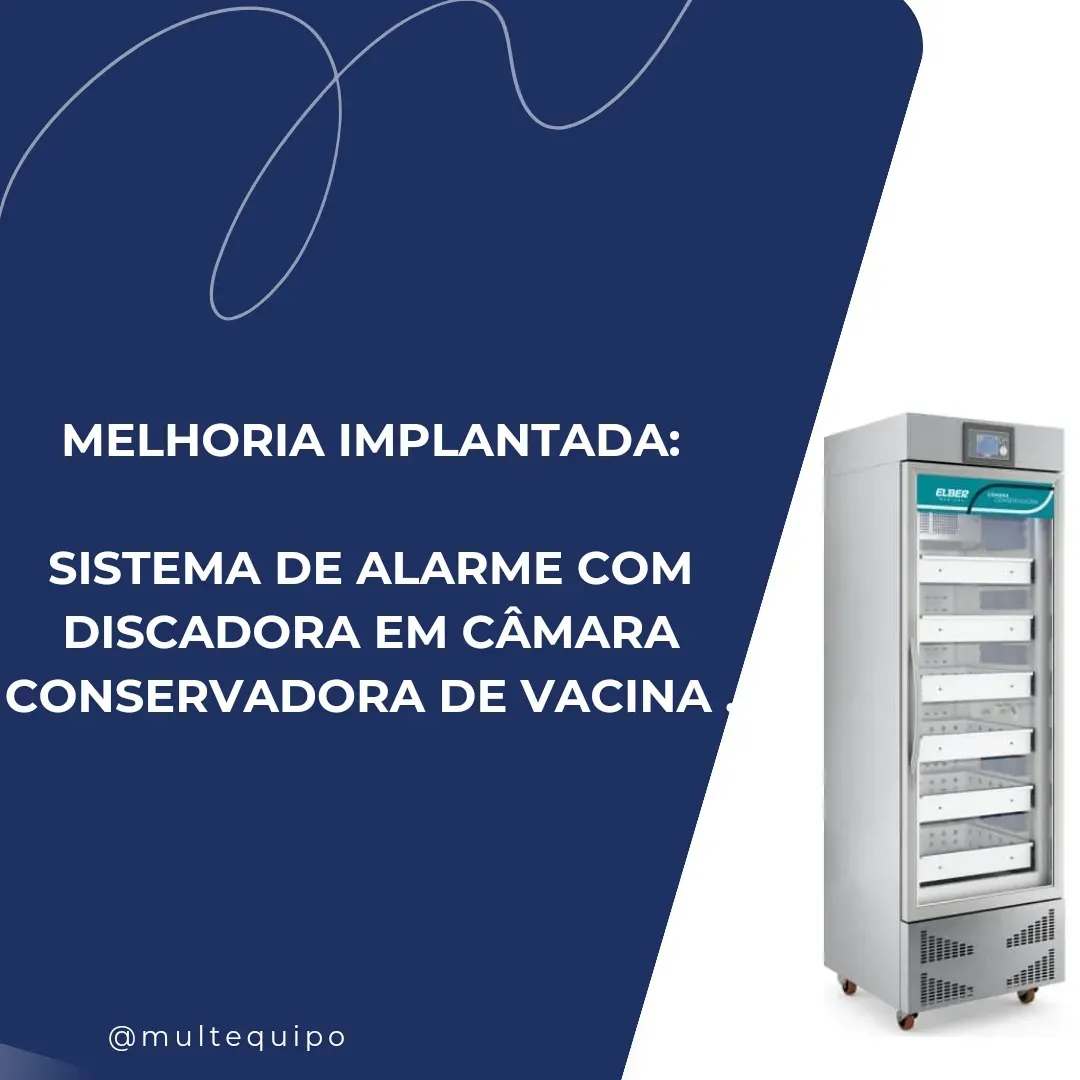 MELHORIA IMPLANTADA:
SISTEMA DE ALARME COM
DISCADORA EM CÂMARA
CONSERVADORA DE VACINA .
ELBER
@multequipo